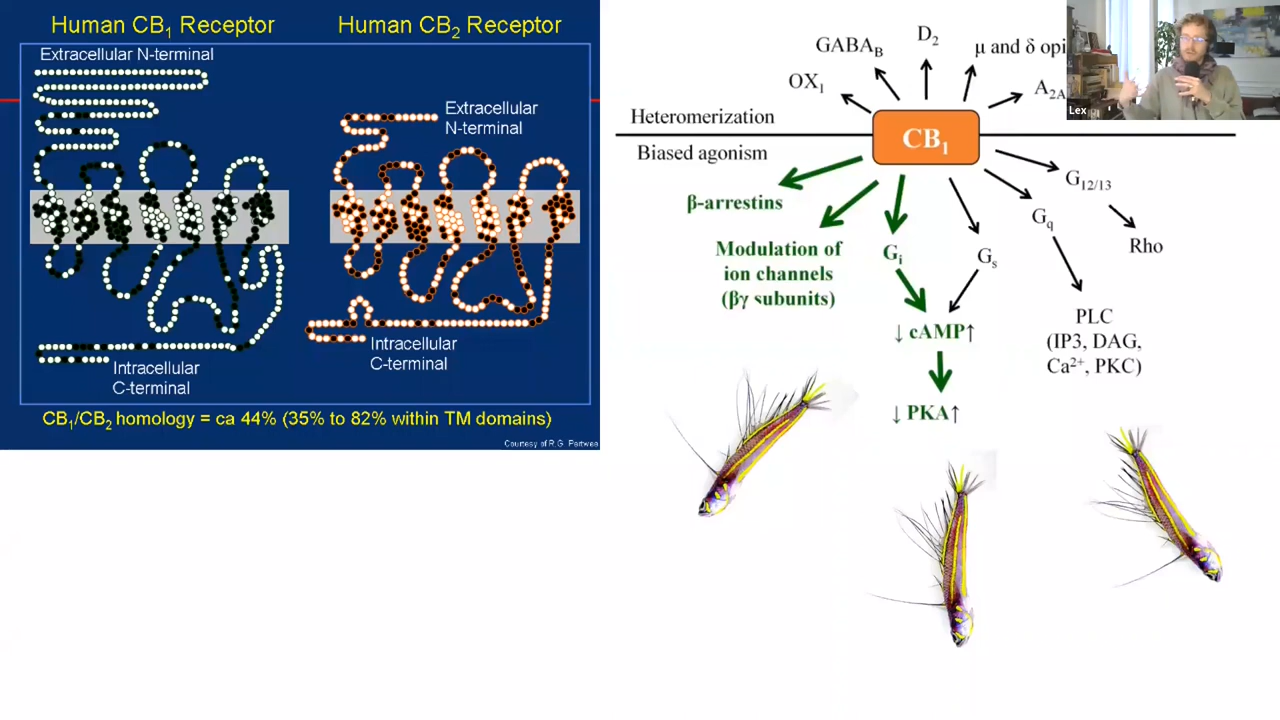 Human CB₁ Receptor
Human CB₂ Receptor
Extracellular N-terminal
Extracellular
N-terminal
Intracellular
C-terminal
Intracellular
C-terminal
CB₁/CB₂ homology = ca 44% (35% to 82% within TM domains)
Courtesy of R.G. Pertwee
GABA_B
D₂
μ and δ opi
OX₁
A₂A
Heteromerization
CB₁
Biased agonism
β-arrestins
G₁₂/₁₃
Modulation of
ion channels
(βγ subunits)
Gᵢ
Gₛ
G_q
Rho
↓ cAMP↑
PLC
(IP3, DAG,
Ca²⁺, PKC)
↓ PKA↑
Lex